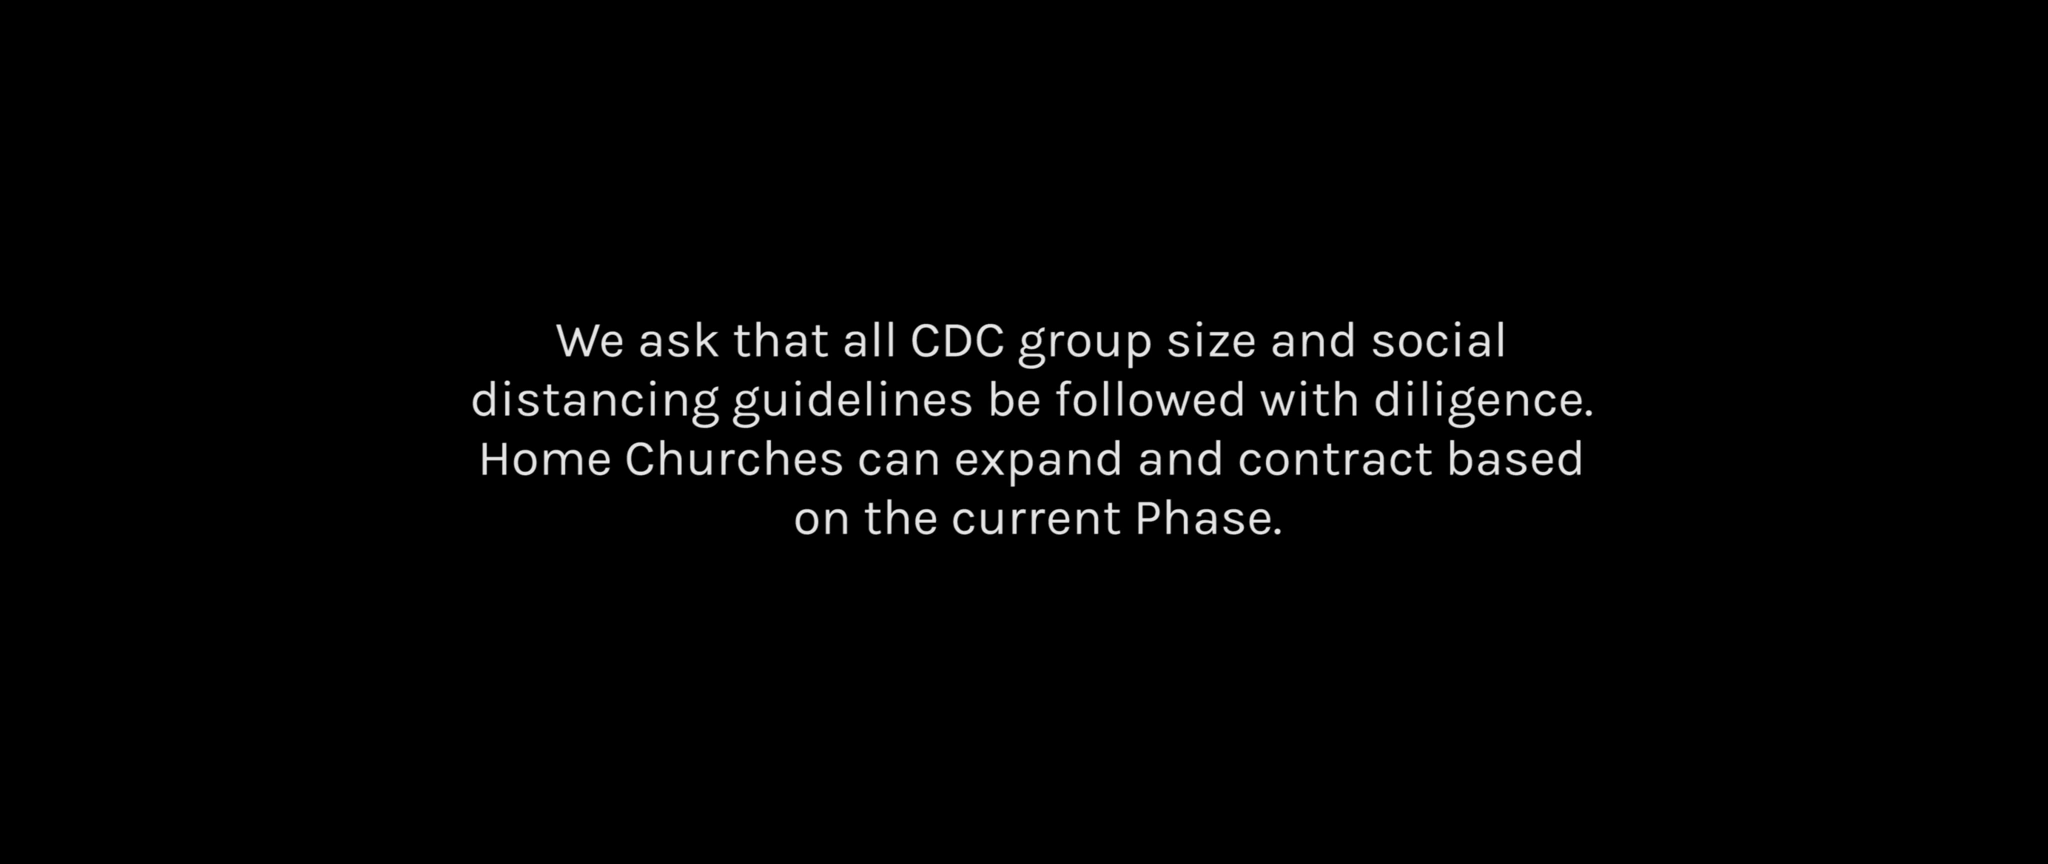 We ask that all CDC group size and social
distancing guidelines be followed with diligence.
Home Churches can expand and contract based
on the current Phase.